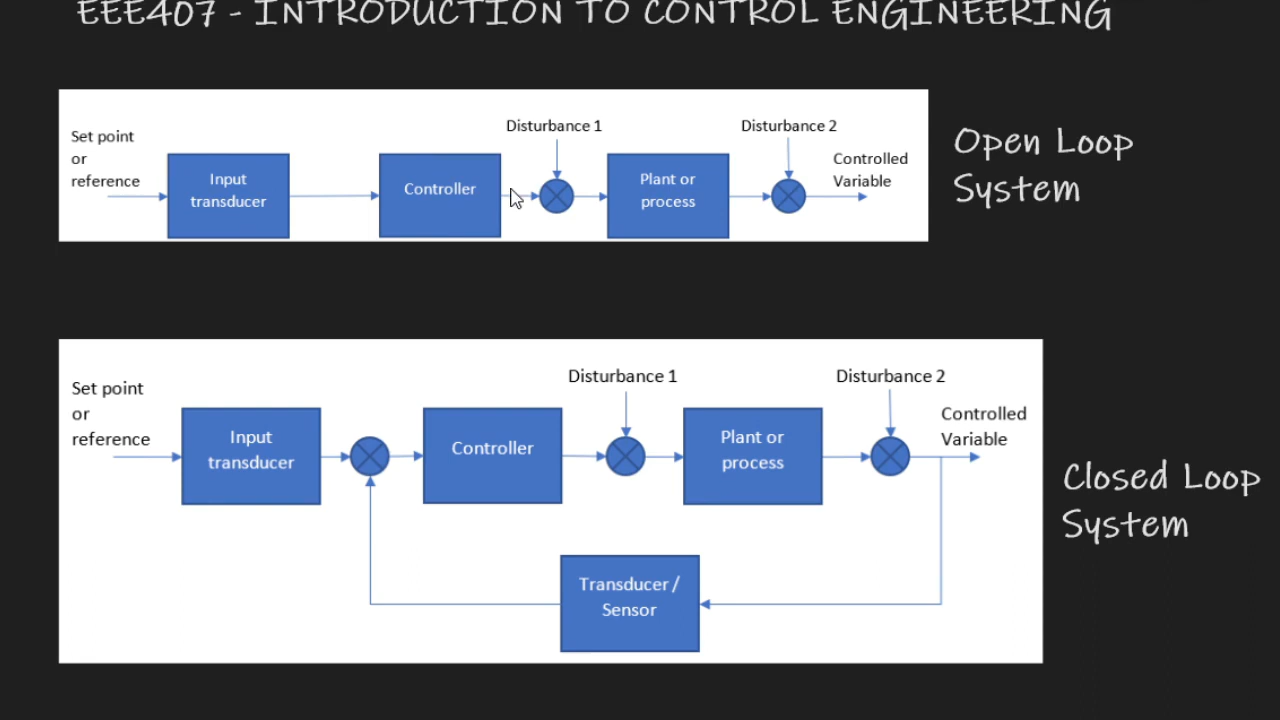 EEE407 - INTRODUCTION TO CONTROL ENGINEERING
Set point
or
reference
Input
transducer
Controller
Disturbance 1
Plant or
process
Disturbance 2
Controlled
Variable
Open Loop
System
Set point
or
reference
Input
transducer
Controller
Disturbance 1
Plant or
process
Disturbance 2
Controlled
Variable
Transducer /
Sensor
Closed Loop
System